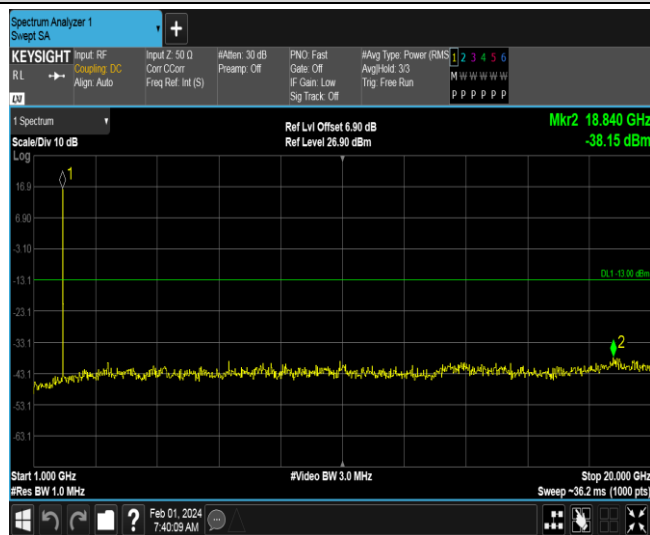 Spectrum Analyzer 1
Swept SA
+
KEYSIGHT
RL
LXI
Input: RF
Coupling: DC
Align: Auto
Input Z: 50 Ω
Corr CCorr
Freq Ref: Int (S)
#Atten: 30 dB
Preamp: Off
PNO: Fast
Gate: Off
IF Gain: Low
Sig Track: Off
#Avg Type: Power (RMS
Avg|Hold: 3/3
Trig: Free Run
1 2 3 4 5 6
M W W W W W
P P P P P P
1 Spectrum
Scale/Div 10 dB
Log
Ref Lvl Offset 6.90 dB
Ref Level 26.90 dBm
Mkr2 18.840 GHz
-38.15 dBm
1
16.9
6.90
-3.10
-13.1
DL1 -13.00 dBm
-23.1
-33.1
2
-43.1
-53.1
-63.1
Start 1.000 GHz
#Res BW 1.0 MHz
#Video BW 3.0 MHz
Stop 20.000 GHz
Sweep ~36.2 ms (1000 pts)
?
Feb 01, 2024
7:40:09 AM